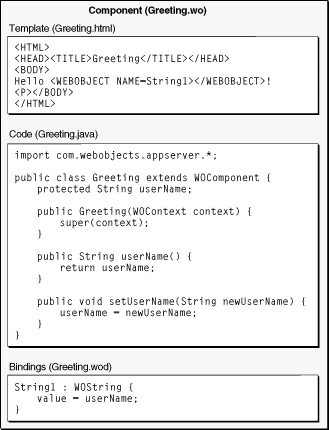 Component (Greeting.wo)
Template (Greeting.html)
<HTML>
<HEAD><TITLE>Greeting</TITLE></HEAD>
<BODY>
Hello <WEBOBJECT NAME=String1></WEBOBJECT>!
<P></BODY>
</HTML>
Code (Greeting.java)
import com.webobjects.appserver.*;
public class Greeting extends WOComponent {
    protected String userName;
    public Greeting(WOContext context) {
        super(context);
    }
    public String userName() {
        return userName;
    }
    public void setUserName(String newUserName) {
        userName = newUserName;
    }
}
Bindings (Greeting.wod)
String1 : WOString {
    value = userName;
}